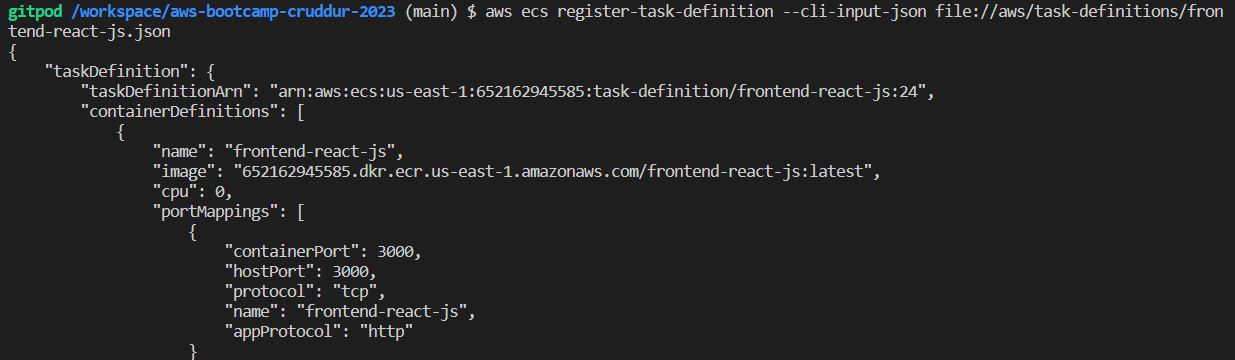 gitpod /workspace/aws-bootcamp-cruddur-2023 (main) $ aws ecs register-task-definition --cli-input-json file://aws/task-definitions/fron
tend-react-js.json
{
    "taskDefinition": {
        "taskDefinitionArn": "arn:aws:ecs:us-east-1:652162945585:task-definition/frontend-react-js:24",
        "containerDefinitions": [
            {
                "name": "frontend-react-js",
                "image": "652162945585.dkr.ecr.us-east-1.amazonaws.com/frontend-react-js:latest",
                "cpu": 0,
                "portMappings": [
                    {
                        "containerPort": 3000,
                        "hostPort": 3000,
                        "protocol": "tcp",
                        "name": "frontend-react-js",
                        "appProtocol": "http"
                    }